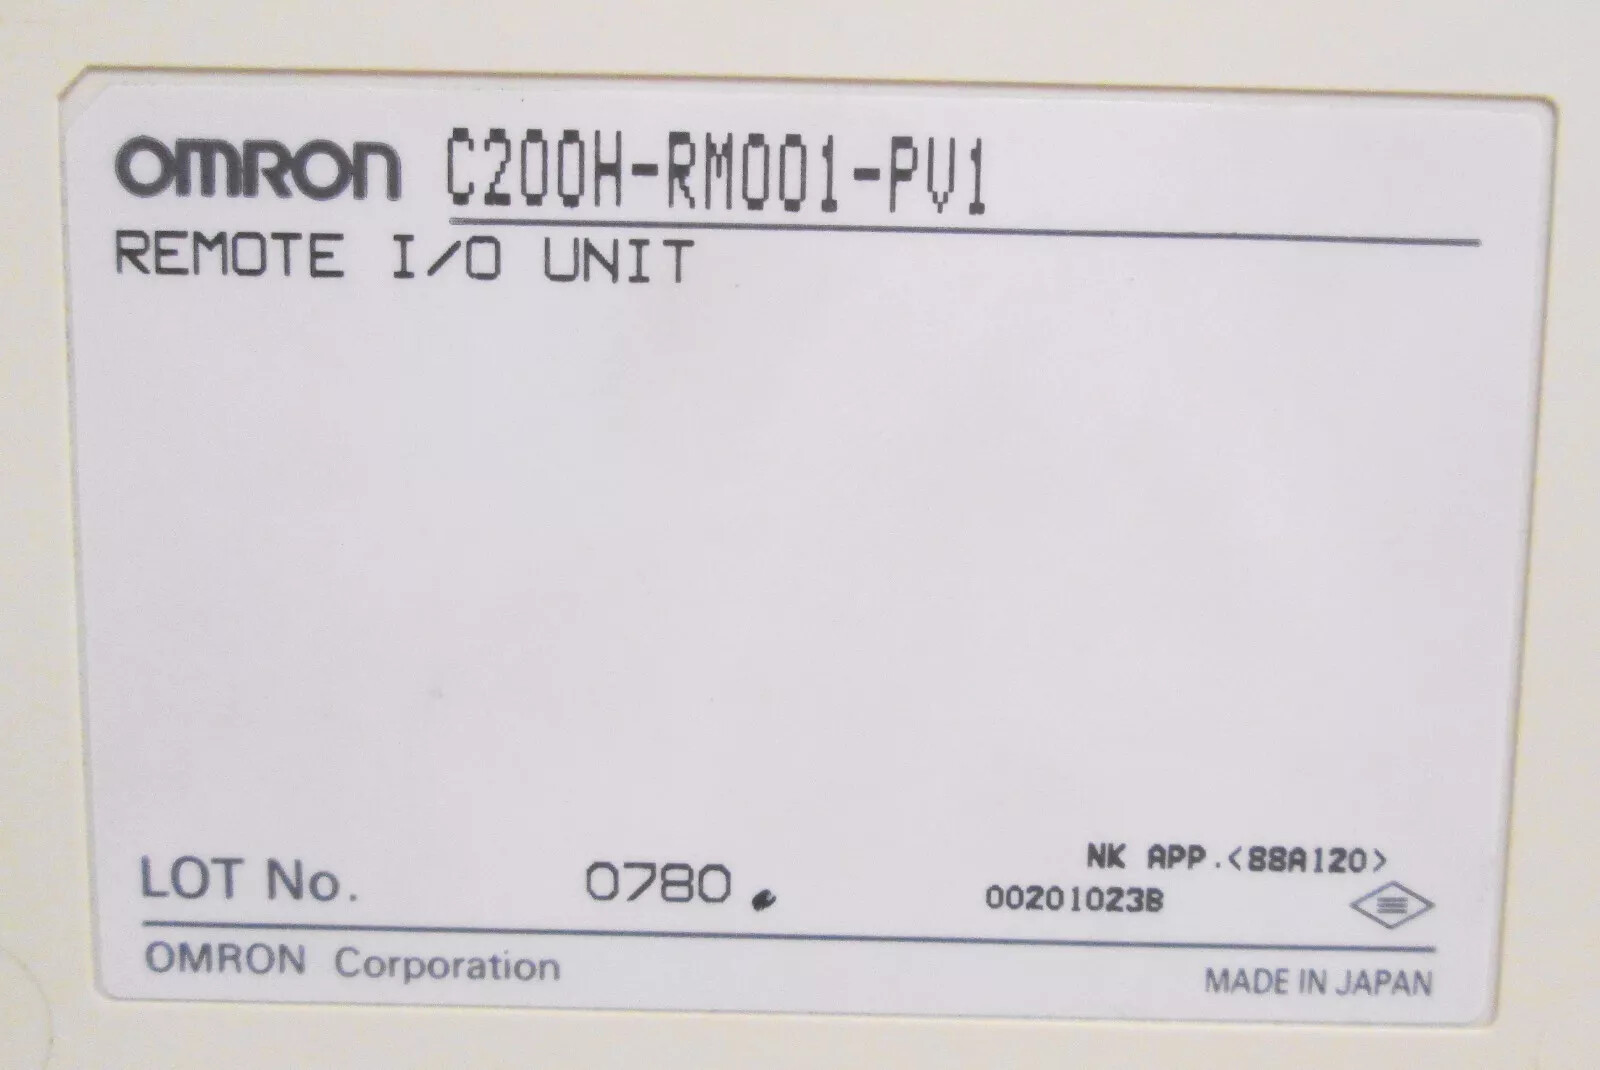 OMRON C200H-RM001-PV1
REMOTE I/O UNIT
NK APP.<88A120>
LOT No. 0780 00201023B
OMRON Corporation MADE IN JAPAN